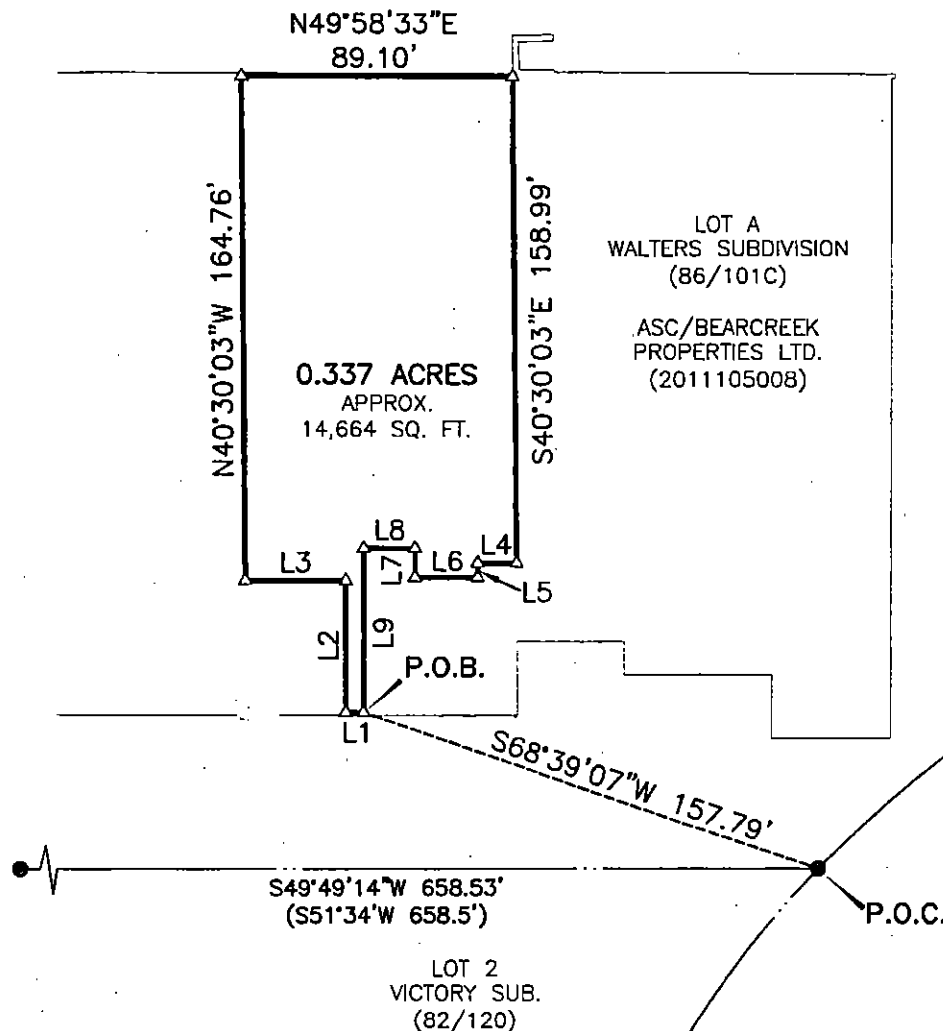 N49°58'33"E
89.10'
N40°30'03"W 164.76'
S40°30'03"E 158.99'
LOT A
WALTERS SUBDIVISION
(86/101C)
ASC/BEARCREEK
PROPERTIES LTD.
(2011105008)
0.337 ACRES
APPROX.
14,664 SQ. FT.
L8
L4
L3
L7
L6
L5
L2
L9
P.O.B.
L1
S68°39'07"W 157.79'
S49°49'14"W 658.53'
(S51°34'W 658.5')
P.O.C.
LOT 2
VICTORY SUB.
(82/120)